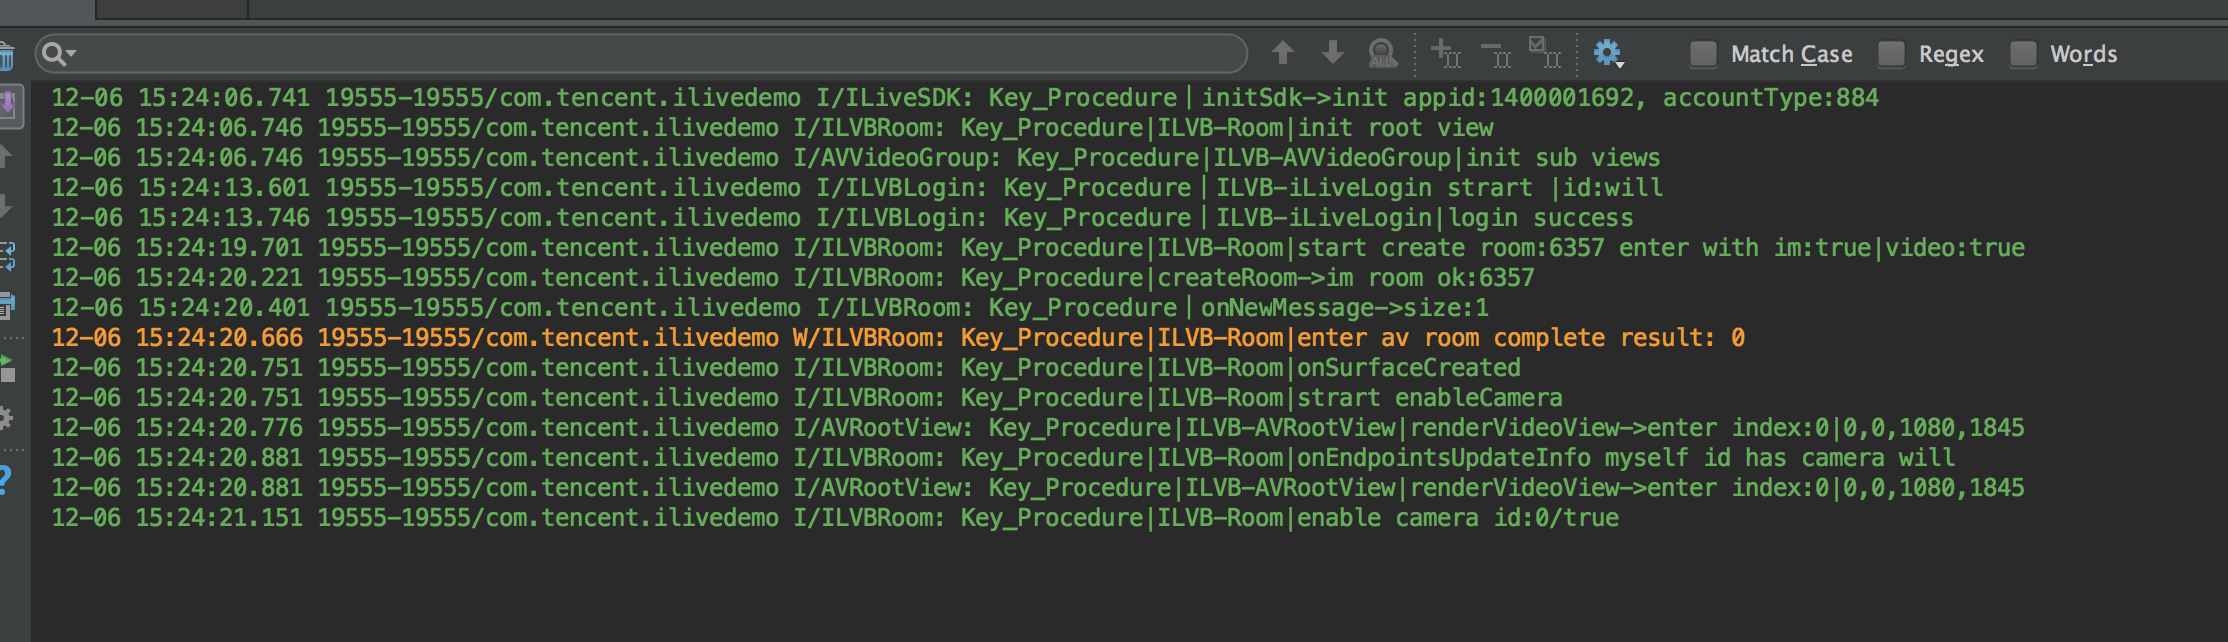 Match Case Regex Words
12-06 15:24:06.741 19555-19555/com.tencent.ilivedemo I/ILiveSDK: Key_Procedure|initSdk->init appid:1400001692, accountType:884
12-06 15:24:06.746 19555-19555/com.tencent.ilivedemo I/ILVBRoom: Key_Procedure|ILVB-Room|init root view
12-06 15:24:06.746 19555-19555/com.tencent.ilivedemo I/AVVideoGroup: Key_Procedure|ILVB-AVVideoGroup|init sub views
12-06 15:24:13.601 19555-19555/com.tencent.ilivedemo I/ILVBLogin: Key_Procedure|ILVB-iLiveLogin strart |id:will
12-06 15:24:13.746 19555-19555/com.tencent.ilivedemo I/ILVBLogin: Key_Procedure|ILVB-iLiveLogin|login success
12-06 15:24:19.701 19555-19555/com.tencent.ilivedemo I/ILVBRoom: Key_Procedure|ILVB-Room|start create room:6357 enter with im:true|video:true
12-06 15:24:20.221 19555-19555/com.tencent.ilivedemo I/ILVBRoom: Key_Procedure|createRoom->im room ok:6357
12-06 15:24:20.401 19555-19555/com.tencent.ilivedemo I/ILVBRoom: Key_Procedure|onNewMessage->size:1
12-06 15:24:20.666 19555-19555/com.tencent.ilivedemo W/ILVBRoom: Key_Procedure|ILVB-Room|enter av room complete result: 0
12-06 15:24:20.751 19555-19555/com.tencent.ilivedemo I/ILVBRoom: Key_Procedure|ILVB-Room|onSurfaceCreated
12-06 15:24:20.751 19555-19555/com.tencent.ilivedemo I/ILVBRoom: Key_Procedure|ILVB-Room|strart enableCamera
12-06 15:24:20.776 19555-19555/com.tencent.ilivedemo I/AVRootView: Key_Procedure|ILVB-AVRootView|renderVideoView->enter index:0|0,0,1080,1845
12-06 15:24:20.881 19555-19555/com.tencent.ilivedemo I/ILVBRoom: Key_Procedure|ILVB-Room|onEndpointsUpdateInfo myself id has camera will
12-06 15:24:20.881 19555-19555/com.tencent.ilivedemo I/AVRootView: Key_Procedure|ILVB-AVRootView|renderVideoView->enter index:0|0,0,1080,1845
12-06 15:24:21.151 19555-19555/com.tencent.ilivedemo I/ILVBRoom: Key_Procedure|ILVB-Room|enable camera id:0/true